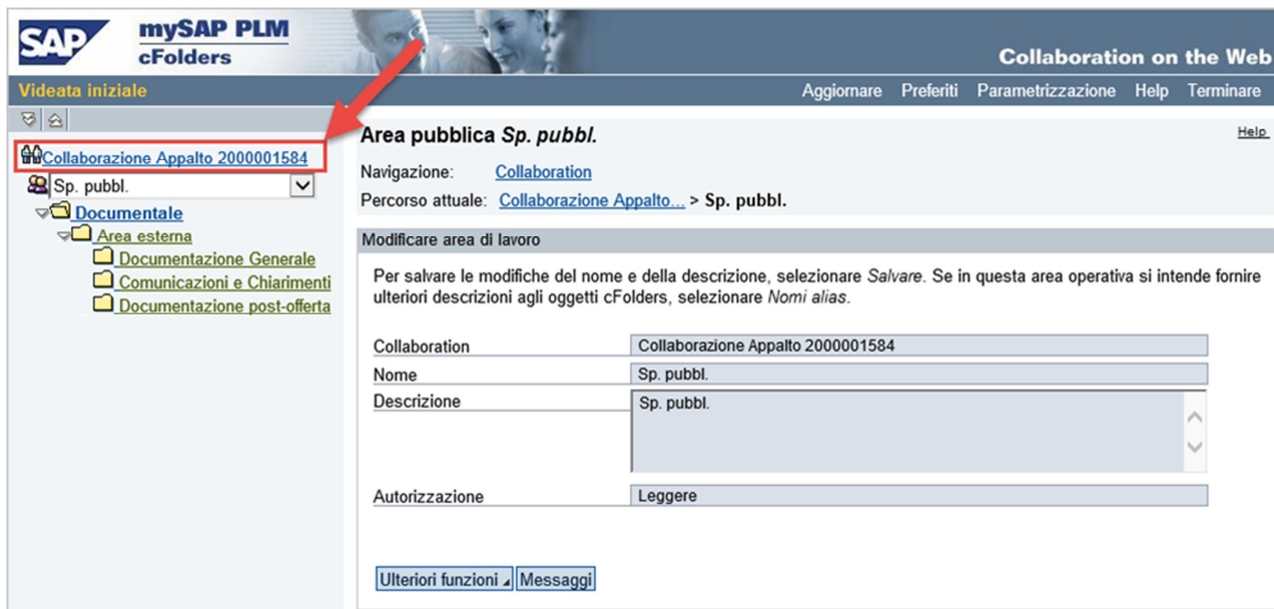 SAP
mySAP PLM
cFolders
Collaboration on the Web
Videata iniziale
Aggiornare Preferiti Parametrizzazione Help Terminare
Collaborazione Appalto 2000001584
Sp. pubbl.
Documentale
Area esterna
Documentazione Generale
Comunicazioni e Chiarimenti
Documentazione post-offerta
Area pubblica Sp. pubbl.
Help
Navigazione: Collaboration
Percorso attuale: Collaborazione Appalto... > Sp. pubbl.
Modificare area di lavoro
Per salvare le modifiche del nome e della descrizione, selezionare Salvare. Se in questa area operativa si intende fornire
ulteriori descrizioni agli oggetti cFolders, selezionare Nomi alias.
Collaboration Collaborazione Appalto 2000001584
Nome Sp. pubbl.
Descrizione Sp. pubbl.
Autorizzazione Leggere
Ulteriori funzioni Messaggi